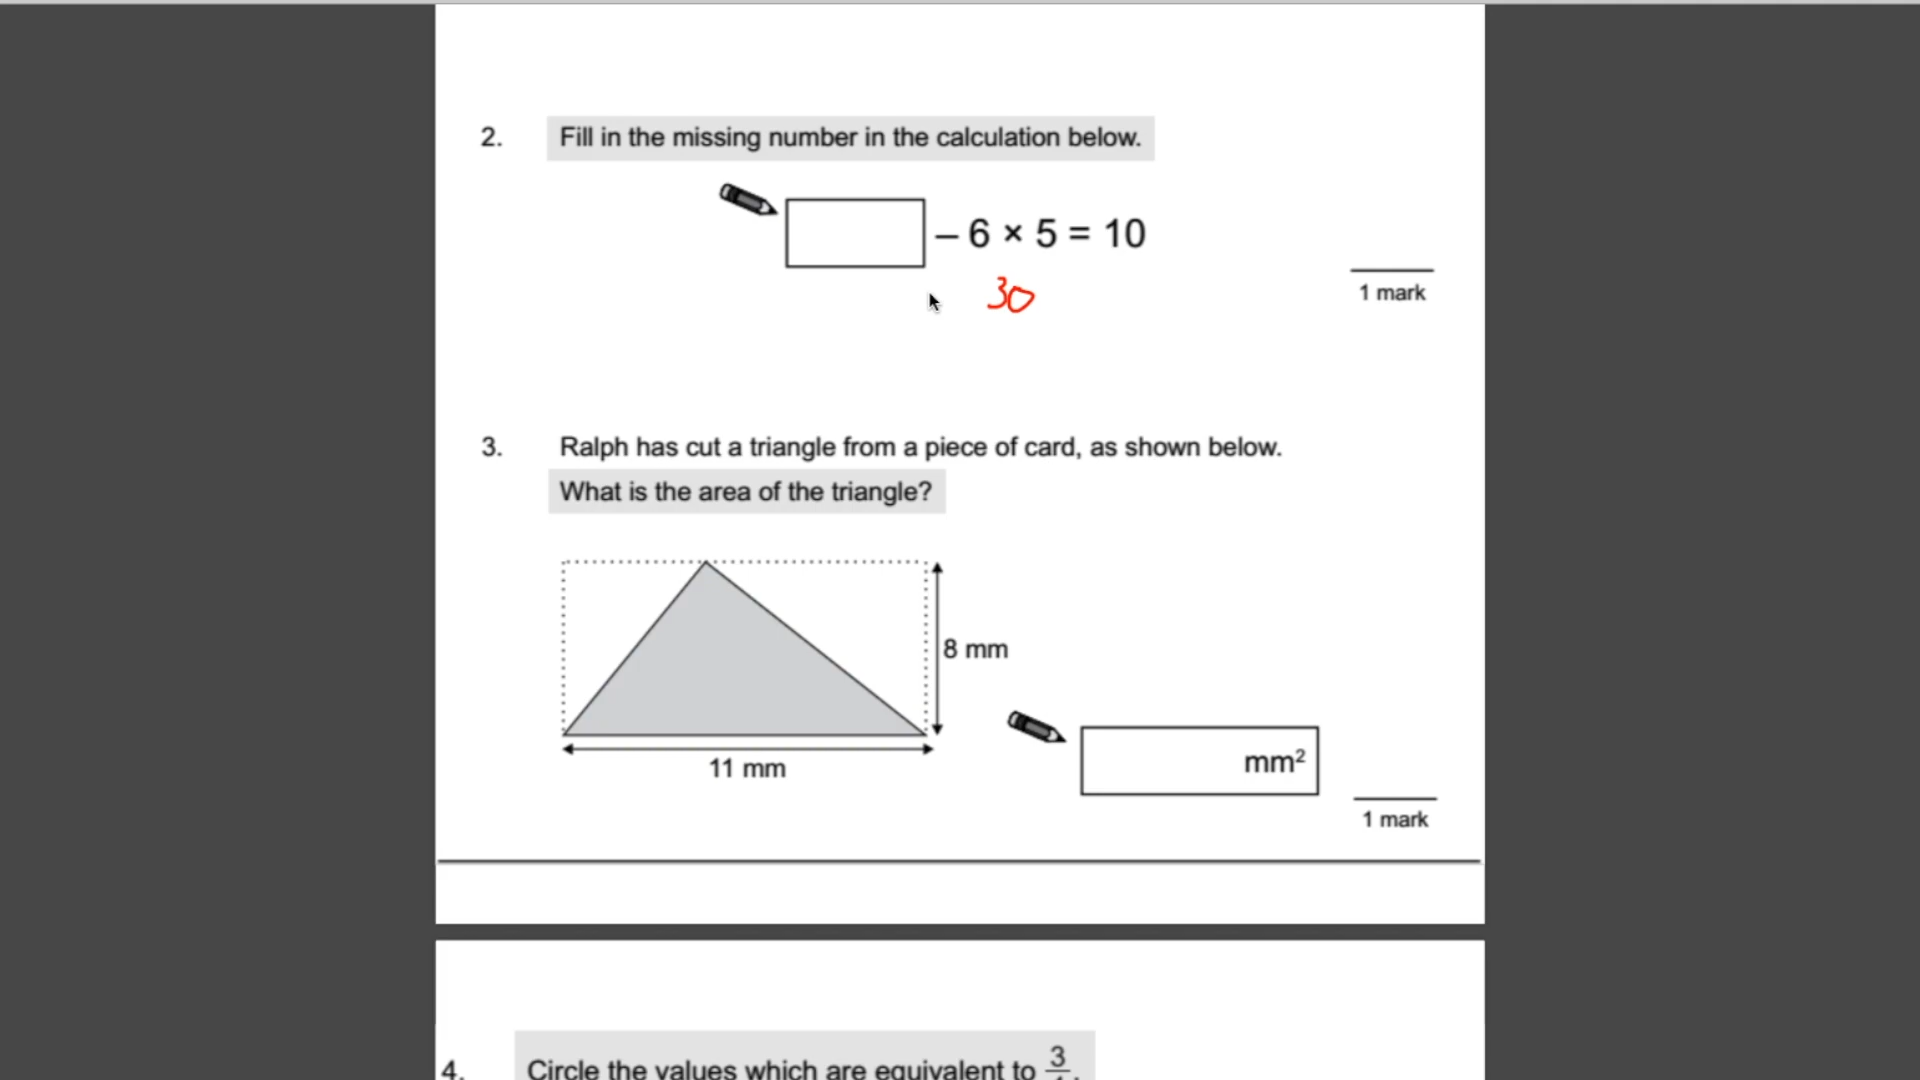 2. Fill in the missing number in the calculation below.
– 6 × 5 = 10
30
1 mark
3. Ralph has cut a triangle from a piece of card, as shown below.
What is the area of the triangle?
8 mm
11 mm
mm²
1 mark
4. Circle the values which are equivalent to 3